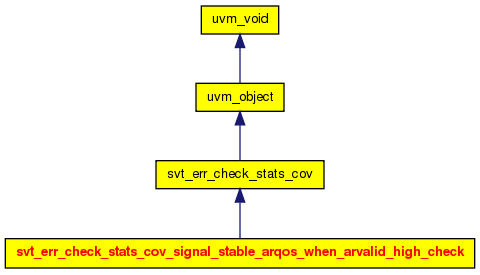 uvm_void
uvm_object
svt_err_check_stats_cov
svt_err_check_stats_cov_signal_stable_arqos_when_arvalid_high_check